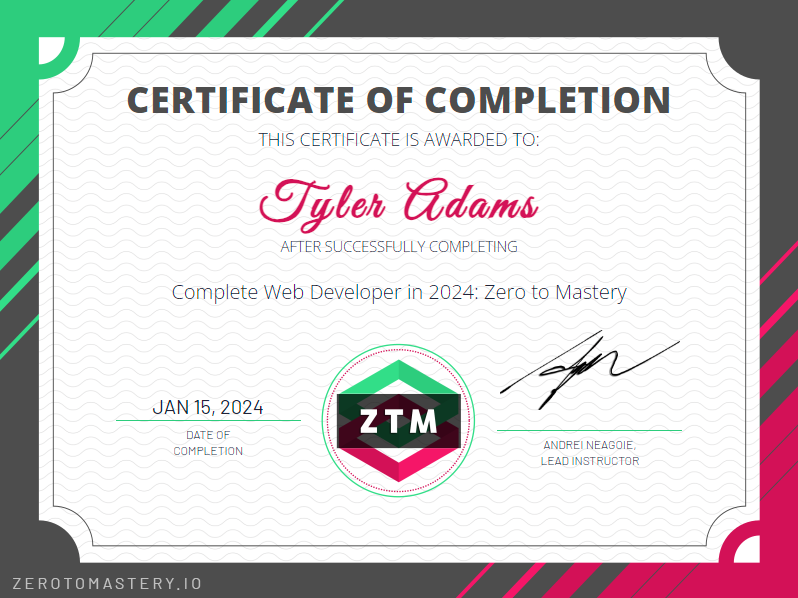 CERTIFICATE OF COMPLETION
THIS CERTIFICATE IS AWARDED TO:
Tyler Adams
AFTER SUCCESSFULLY COMPLETING
Complete Web Developer in 2024: Zero to Mastery
JAN 15, 2024
DATE OF
COMPLETION
ZTM
ANDREI NEAGOIE,
LEAD INSTRUCTOR
ZEROTOMASTERY.IO